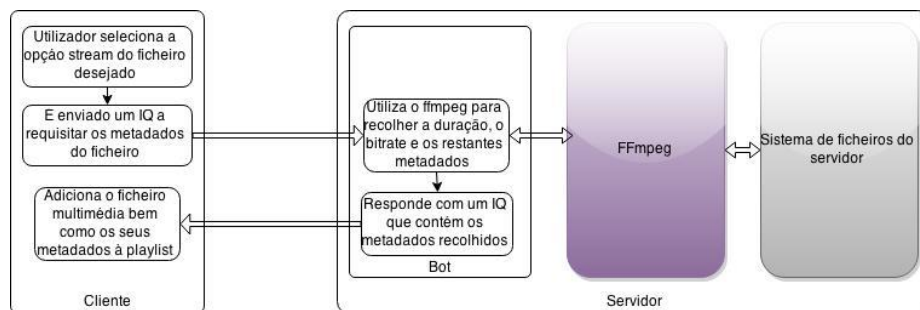 Utilizador seleciona a
opção stream do ficheiro
desejado
E enviado um IQ a
requisitar os metadados
do ficheiro
Adiciona o ficheiro
multimédia bem
como os seus
metadados à playlist
Cliente
Utiliza o ffmpeg para
recolher a duração, o
bitrate e os restantes
metadados
Responde com um IQ
que contém os
metadados recolhidos
Bot
FFmpeg
Sistema de ficheiros do
servidor
Servidor